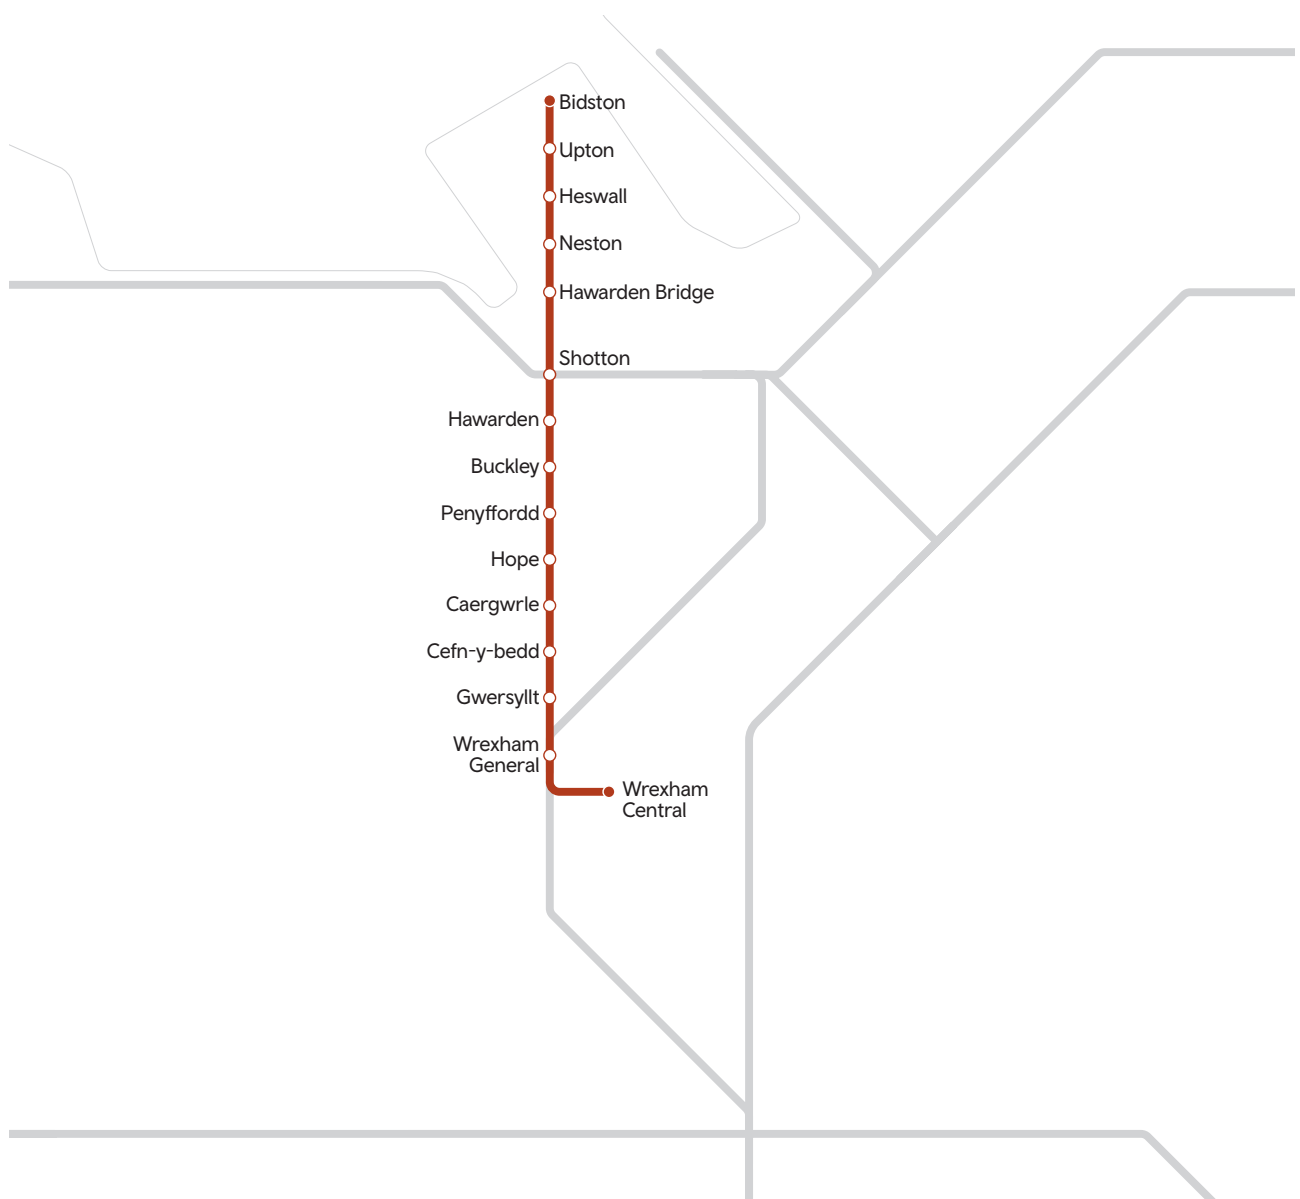 Bidston
Upton
Heswall
Neston
Hawarden Bridge
Shotton
Hawarden
Buckley
Penyffordd
Hope
Caergwrle
Cefn-y-bedd
Gwersyllt
Wrexham
General
Wrexham
Central